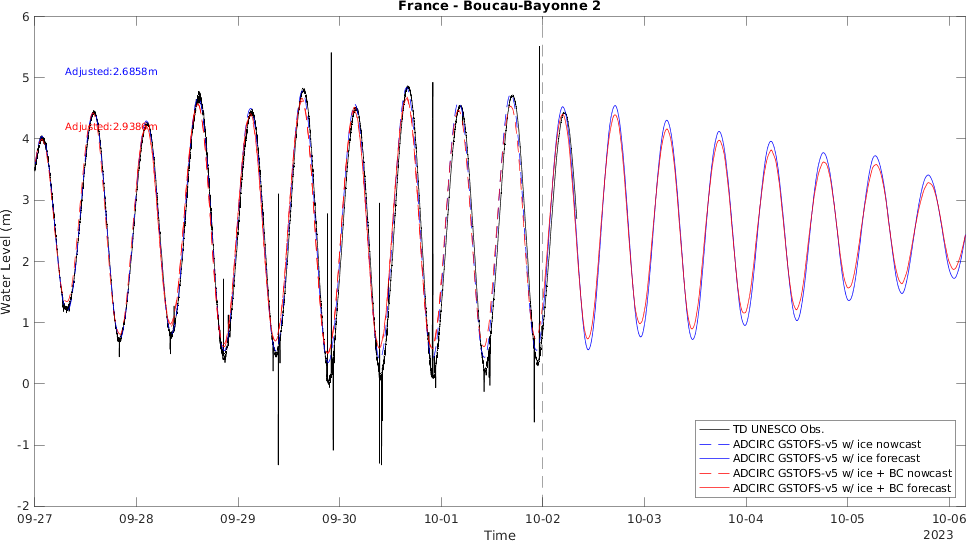 France - Boucau-Bayonne 2
6
5
4
3
2
1
0
-1
-2
Water Level (m)
Adjusted:2.6858m
Adjusted:2.9386m
TD UNESCO Obs.
ADCIRC GSTOFS-v5 w/ ice nowcast
ADCIRC GSTOFS-v5 w/ ice forecast
ADCIRC GSTOFS-v5 w/ ice + BC nowcast
ADCIRC GSTOFS-v5 w/ ice + BC forecast
09-27 09-28 09-29 09-30 10-01 10-02 10-03 10-04 10-05 10-06
Time
2023